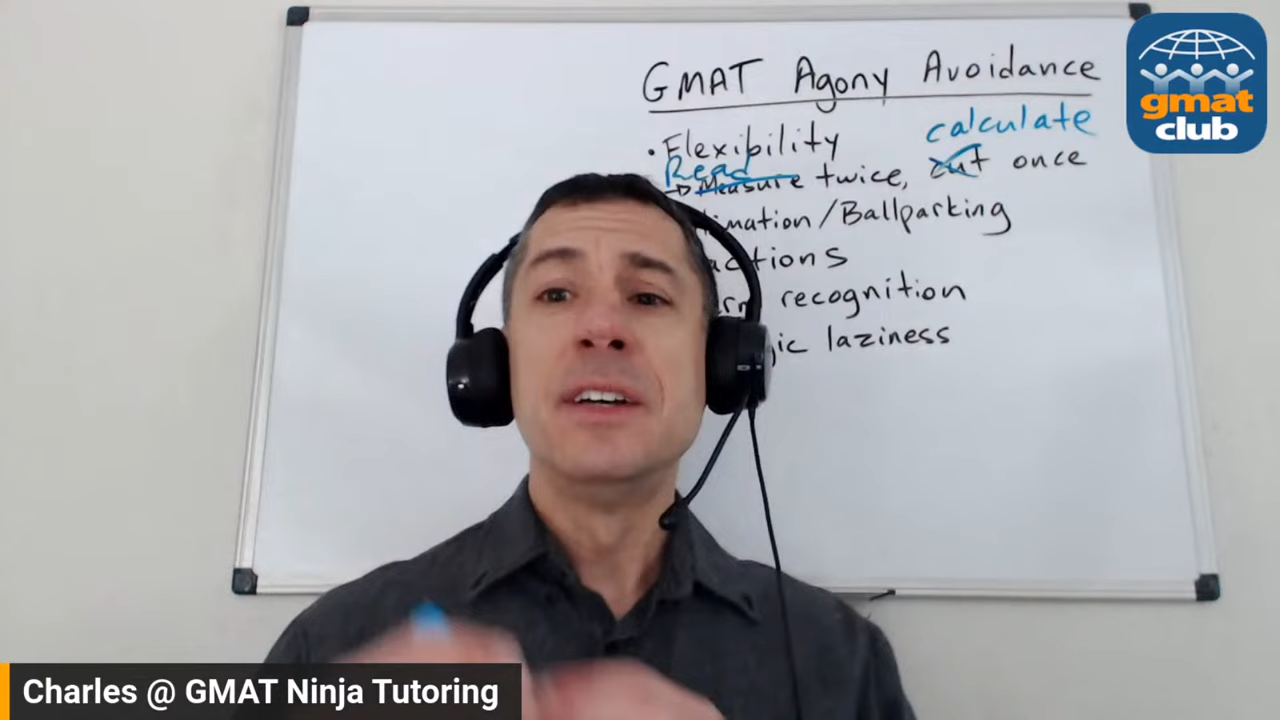 GMAT Agony Avoidance
• Flexibility
calculate
Read
→ Measure twice, cut once
/Ballparking
recognition
laziness
gmat
club
Charles @ GMAT Ninja Tutoring